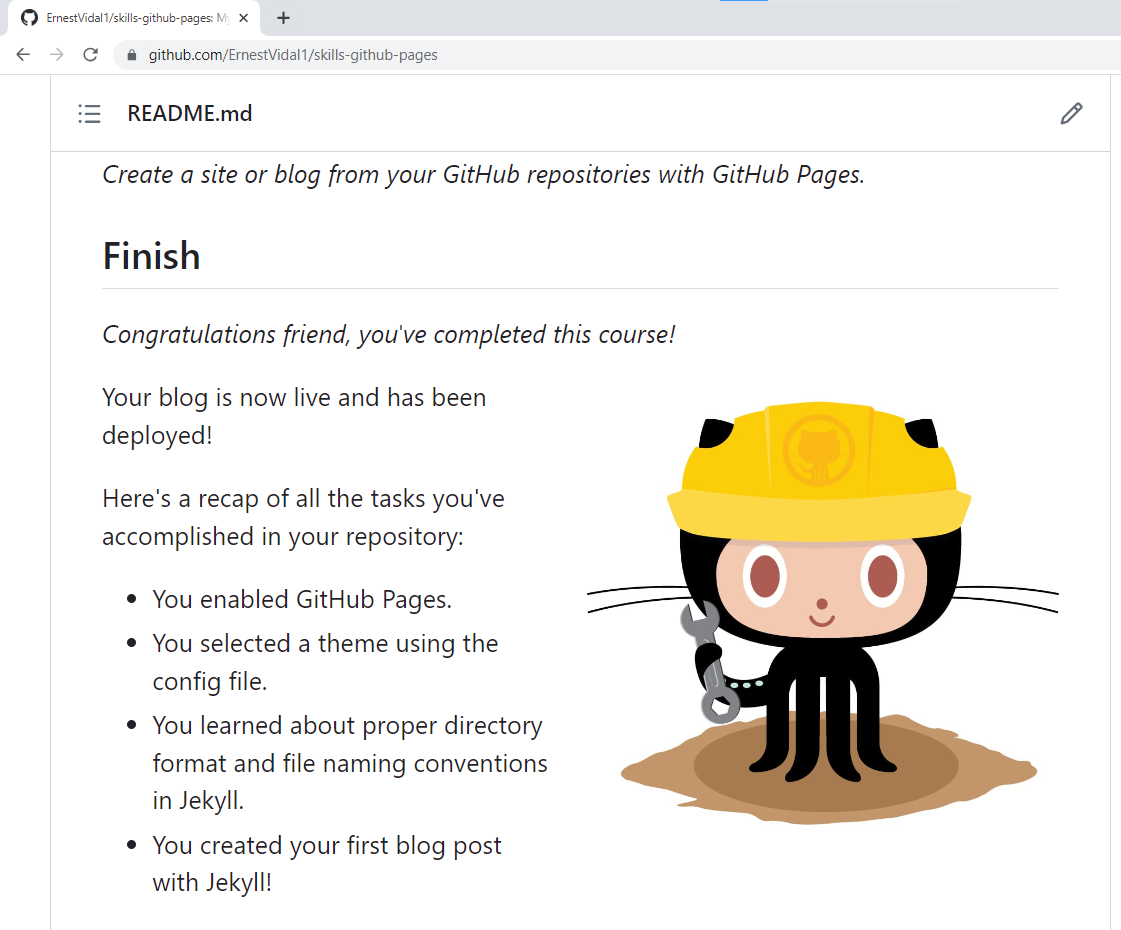 ErnestVidal1/skills-github-pages: My
github.com/ErnestVidal1/skills-github-pages
README.md
Create a site or blog from your GitHub repositories with GitHub Pages.
Finish
Congratulations friend, you've completed this course!
Your blog is now live and has been
deployed!
Here's a recap of all the tasks you've
accomplished in your repository:
• You enabled GitHub Pages.
• You selected a theme using the
config file.
• You learned about proper directory
format and file naming conventions
in Jekyll.
• You created your first blog post
with Jekyll!